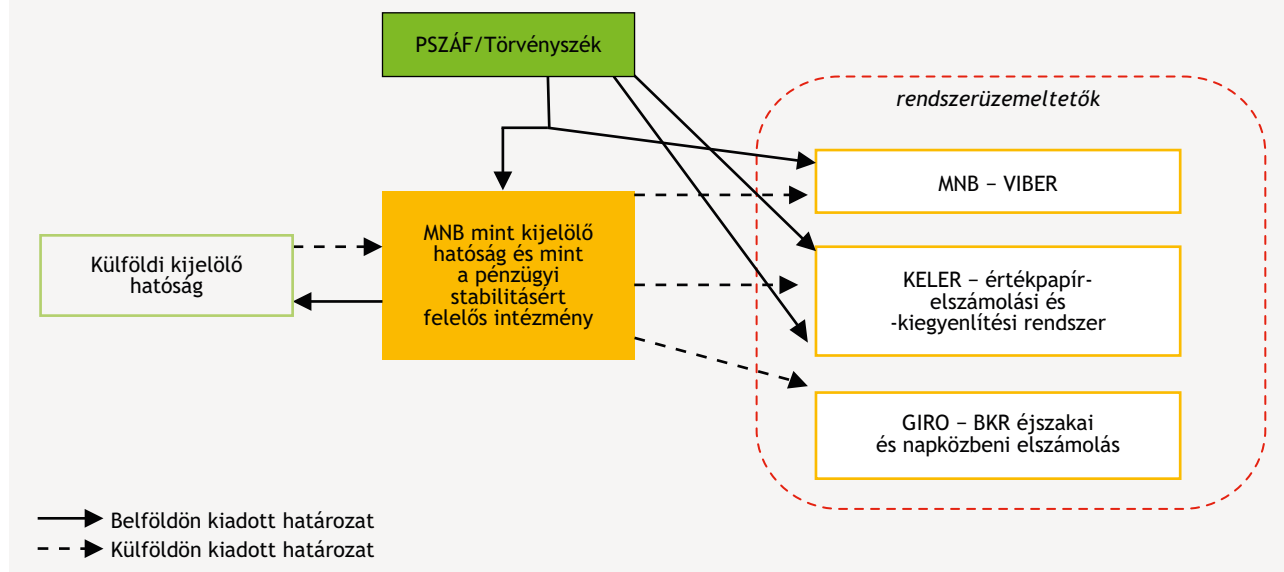 PSZÁF/Törvényszék
rendszerüzemeltetők
MNB – VIBER
MNB mint kijelölő
hatóság és mint
a pénzügyi
stabilitásért
felelős intézmény
Külföldi kijelölő
hatóság
KELER – értékpapír-
elszámolási és
-kiegyenlítési rendszer
GIRO – BKR éjszakai
és napközbeni elszámolás
Belföldön kiadott határozat
Külföldön kiadott határozat